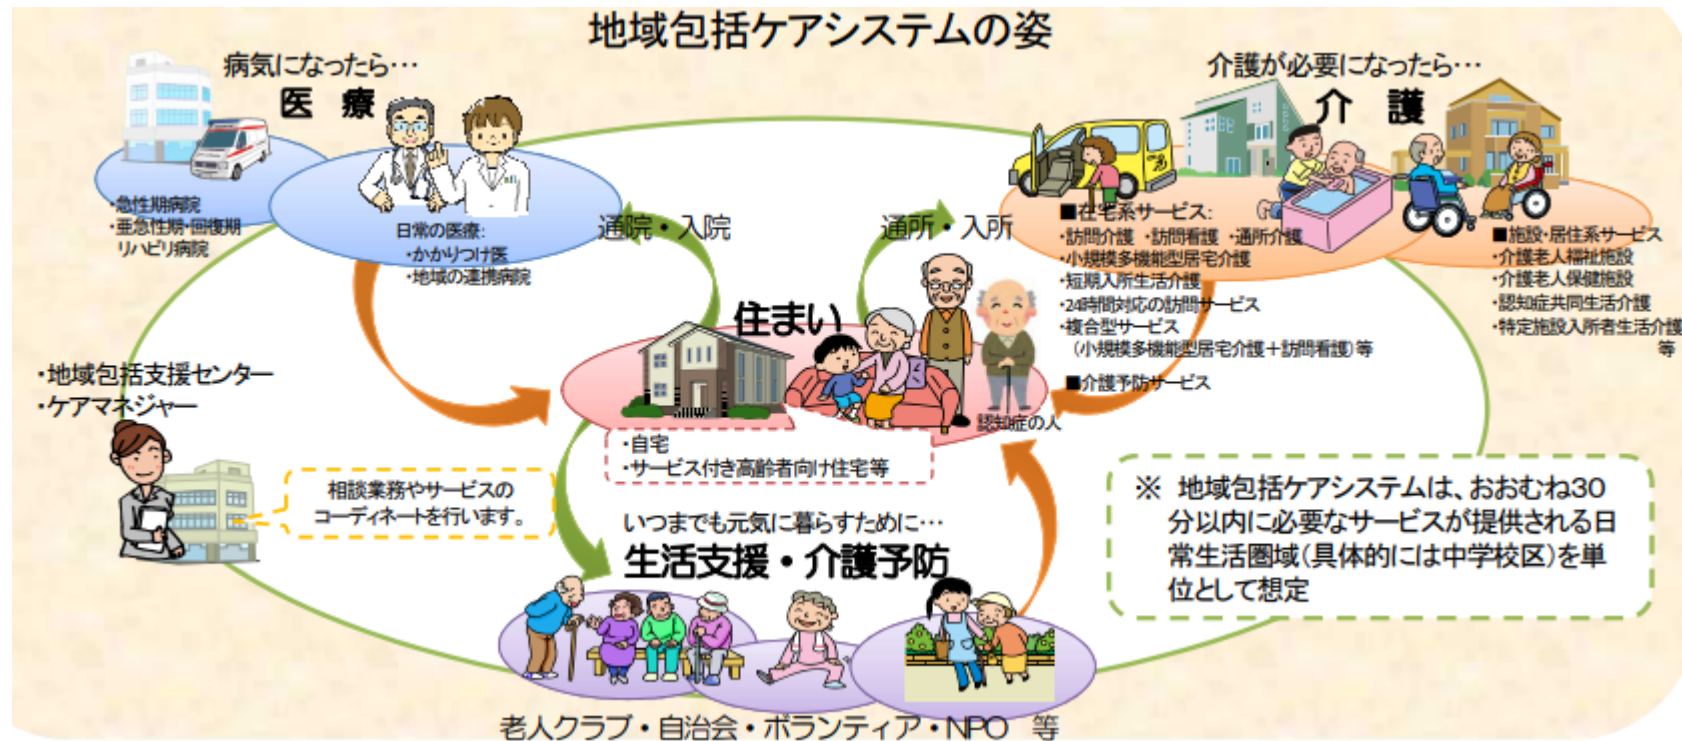 地域包括ケアシステムの姿
病気になったら…
医　療
・急性期病院
・亜急性期・回復期
リハビリ病院
日常の医療:
・かかりつけ医
・地域の連携病院
通院・入院
通所・入所
介護が必要になったら…
介　護
■在宅系サービス:
・訪問介護 ・訪問看護 ・通所介護
・小規模多機能型居宅介護
・短期入所生活介護
・24時間対応の訪問サービス
・複合型サービス
（小規模多機能型居宅介護＋訪問看護）等
■介護予防サービス
■施設・居住系サービス
・介護老人福祉施設
・介護老人保健施設
・認知症共同生活介護
・特定施設入所者生活介護
等
住まい
認知症の人
・自宅
・サービス付き高齢者向け住宅等
・地域包括支援センター
・ケアマネジャー
相談業務やサービスの
コーディネートを行います。
いつまでも元気に暮らすために…
生活支援・介護予防
老人クラブ・自治会・ボランティア・NPO　等
※ 地域包括ケアシステムは、おおむね30
分以内に必要なサービスが提供される日
常生活圏域（具体的には中学校区）を単
位として想定